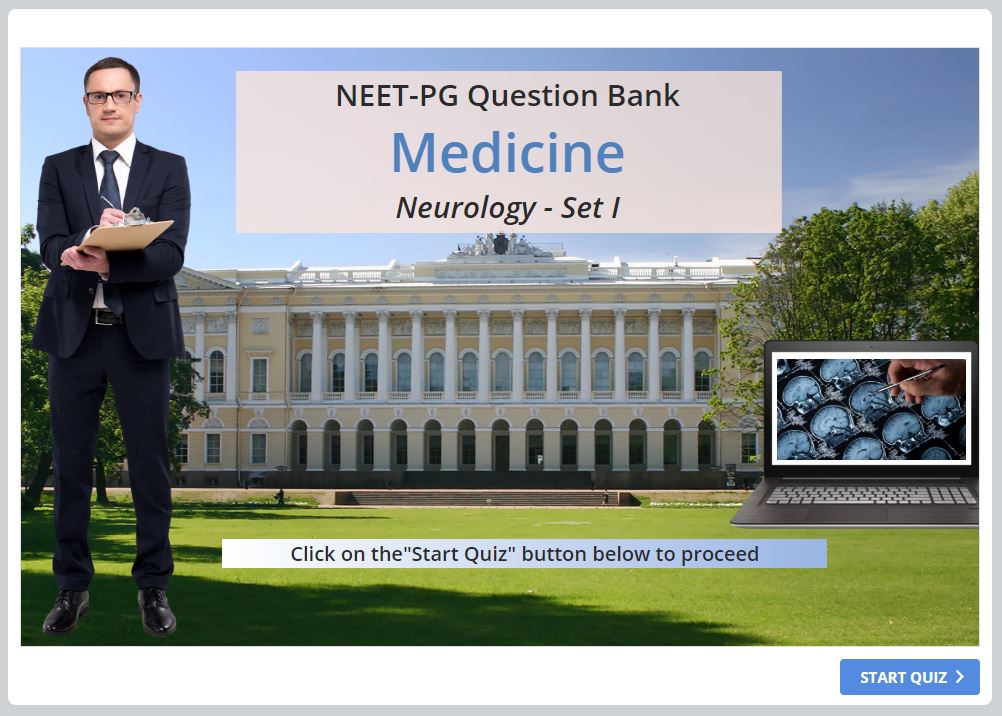 NEET-PG Question Bank
Medicine
Neurology - Set I
Click on the"Start Quiz" button below to proceed
START QUIZ